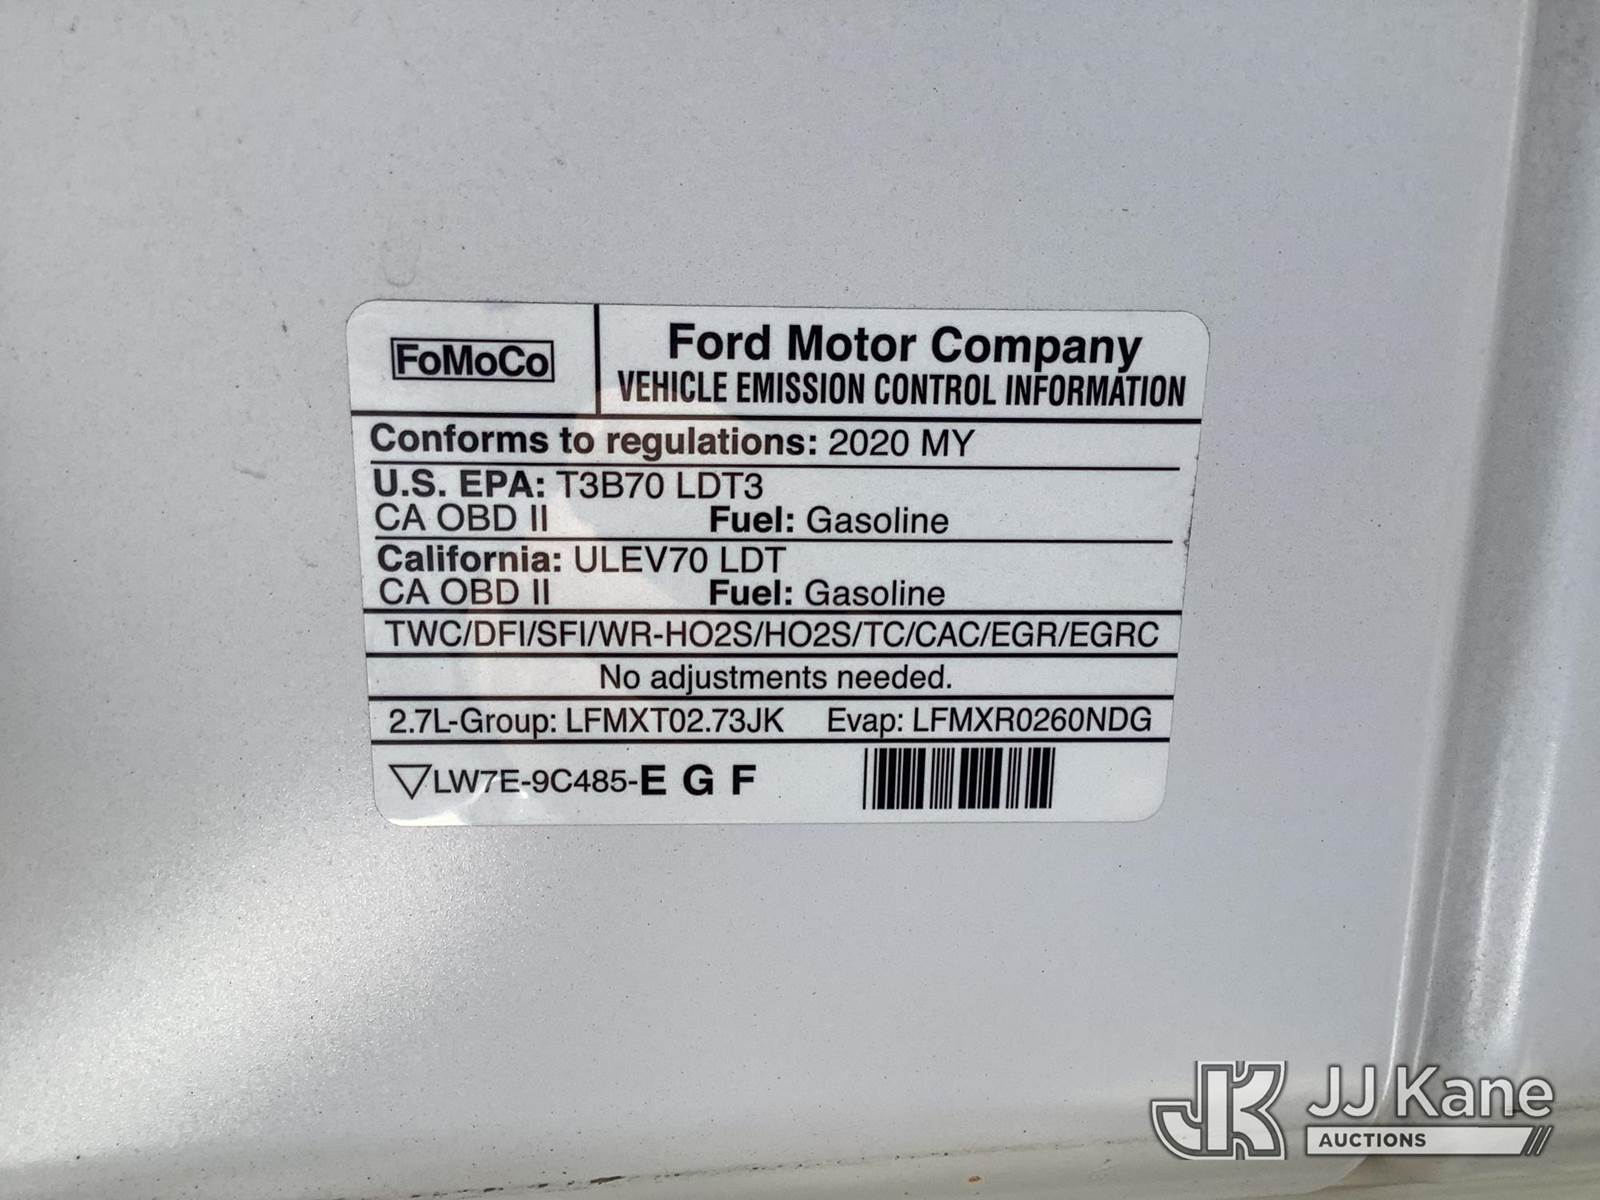 FoMoCo
Ford Motor Company
VEHICLE EMISSION CONTROL INFORMATION
Conforms to regulations: 2020 MY
U.S. EPA: T3B70 LDT3
CA OBD II Fuel: Gasoline
California: ULEV70 LDT
CA OBD II Fuel: Gasoline
TWC/DFI/SFI/WR-HO2S/HO2S/TC/CAC/EGR/EGRC
No adjustments needed.
2.7L-Group: LFMXT02.73JK Evap: LFMXR0260NDG
LW7E-9C485-E G F
JK JJ Kane
AUCTIONS